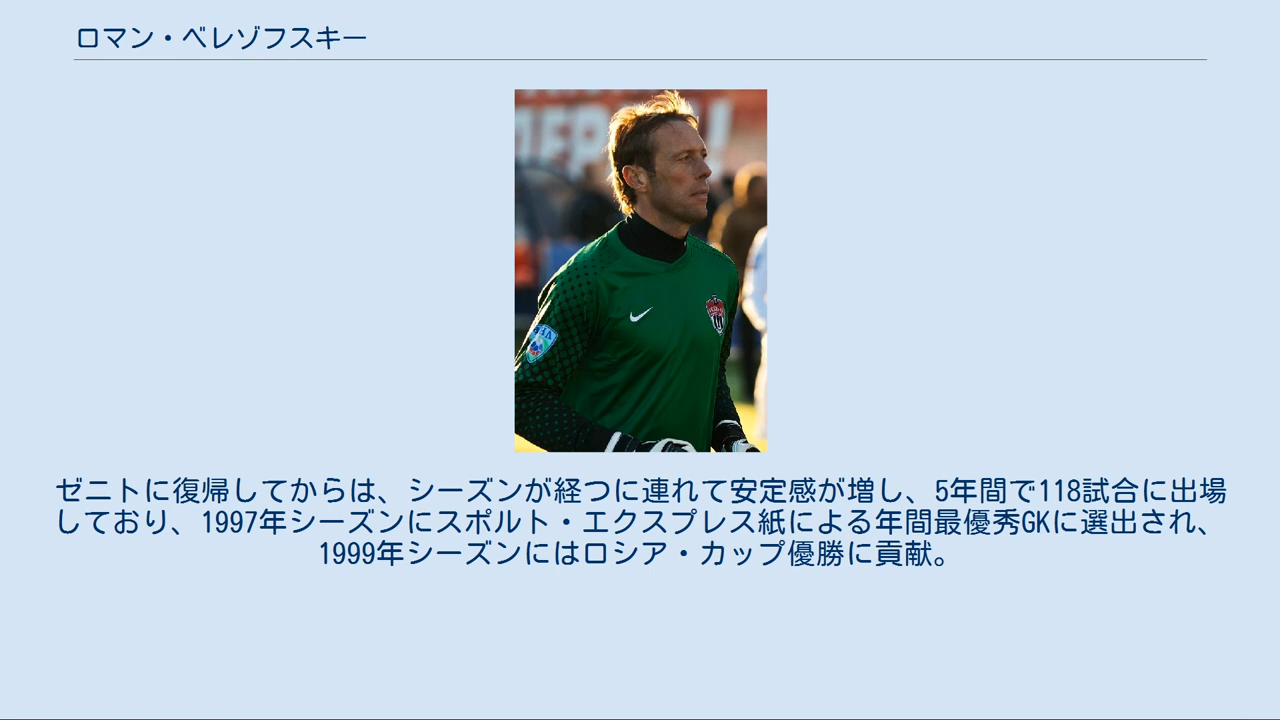 ロマン・ベレゾフスキー
ゼニトに復帰してからは、シーズンが経つに連れて安定感が増し、5年間で118試合に出場
しており、1997年シーズンにスポルト・エクスプレス紙による年間最優秀GKに選出され、
1999年シーズンにはロシア・カップ優勝に貢献。